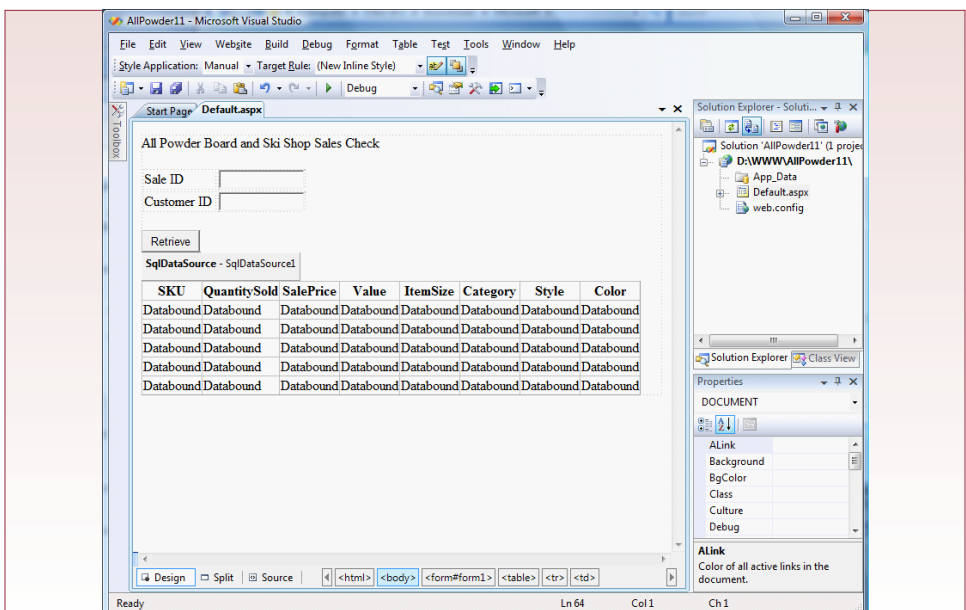 AllPowder11 - Microsoft Visual Studio
File Edit View Website Build Debug Format Table Test Tools Window Help
Style Application: Manual Target Rule: (New Inline Style)
Debug
Toolbox
Start Page Default.aspx
All Powder Board and Ski Shop Sales Check
Sale ID
Customer ID
Retrieve
SqlDataSource - SqlDataSource1
SKU QuantitySold SalePrice Value ItemSize Category Style Color
Databound Databound Databound Databound Databound Databound Databound Databound
Databound Databound Databound Databound Databound Databound Databound Databound
Databound Databound Databound Databound Databound Databound Databound Databound
Databound Databound Databound Databound Databound Databound Databound Databound
Databound Databound Databound Databound Databound Databound Databound Databound
Design Split Source <html> <body> <form#form1> <table> <tr> <td>
Solution Explorer - Soluti...
Solution 'AllPowder11' (1 projec
D:\WWW\AllPowder11\
App_Data
Default.aspx
web.config
Solution Explorer Class View
Properties
DOCUMENT
ALink
Background
BgColor
Class
Culture
Debug
ALink
Color of all active links in the
document.
Ready Ln 64 Col 1 Ch 1